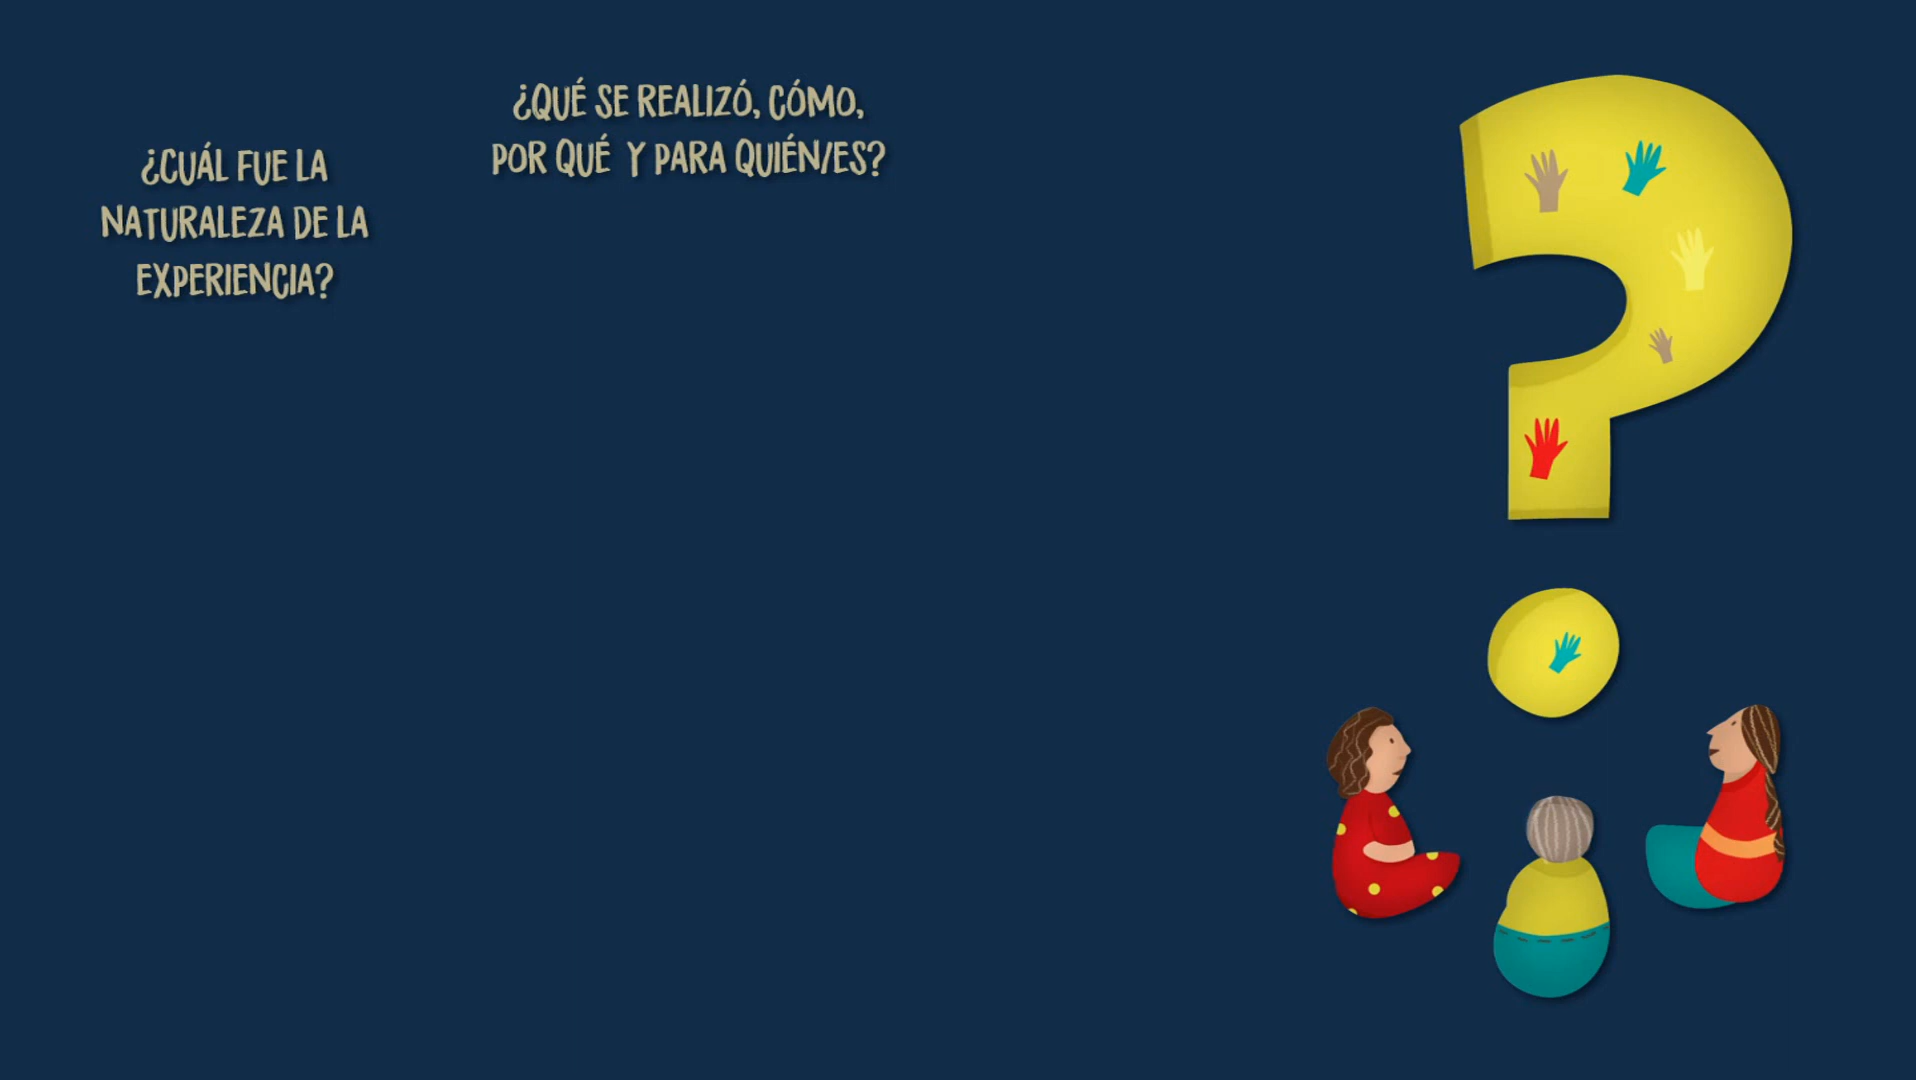 ¿CUÁL FUE LA
NATURALEZA DE LA
EXPERIENCIA?
¿QUÉ SE REALIZÓ, CÓMO,
POR QUÉ Y PARA QUIÉN/ES?